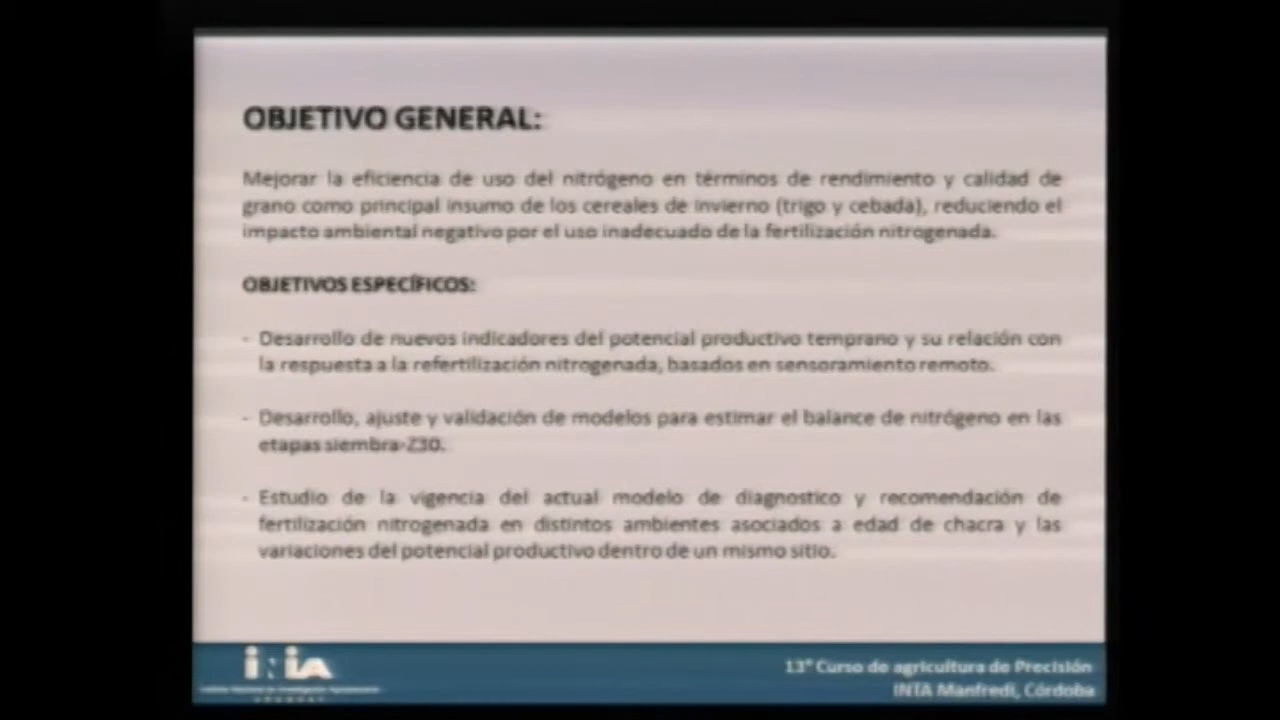 OBJETIVO GENERAL:
Mejorar la eficiencia de uso del nitrógeno en términos de rendimiento y calidad de
grano como principal insumo de los cereales de invierno (trigo y cebada), reduciendo el
impacto ambiental negativo por el uso inadecuado de la fertilización nitrogenada.
OBJETIVOS ESPECÍFICOS:
- Desarrollo de nuevos indicadores del potencial productivo temprano y su relación con
la respuesta a la refertilización nitrogenada, basados en sensoramiento remoto.
- Desarrollo, ajuste y validación de modelos para estimar el balance de nitrógeno en las
etapas siembra-Z30.
- Estudio de la vigencia del actual modelo de diagnostico y recomendación de
fertilización nitrogenada en distintos ambientes asociados a edad de chacra y las
variaciones del potencial productivo dentro de un mismo sitio.
inia
13° Curso de agricultura de Precisión
INTA Manfredi, Córdoba